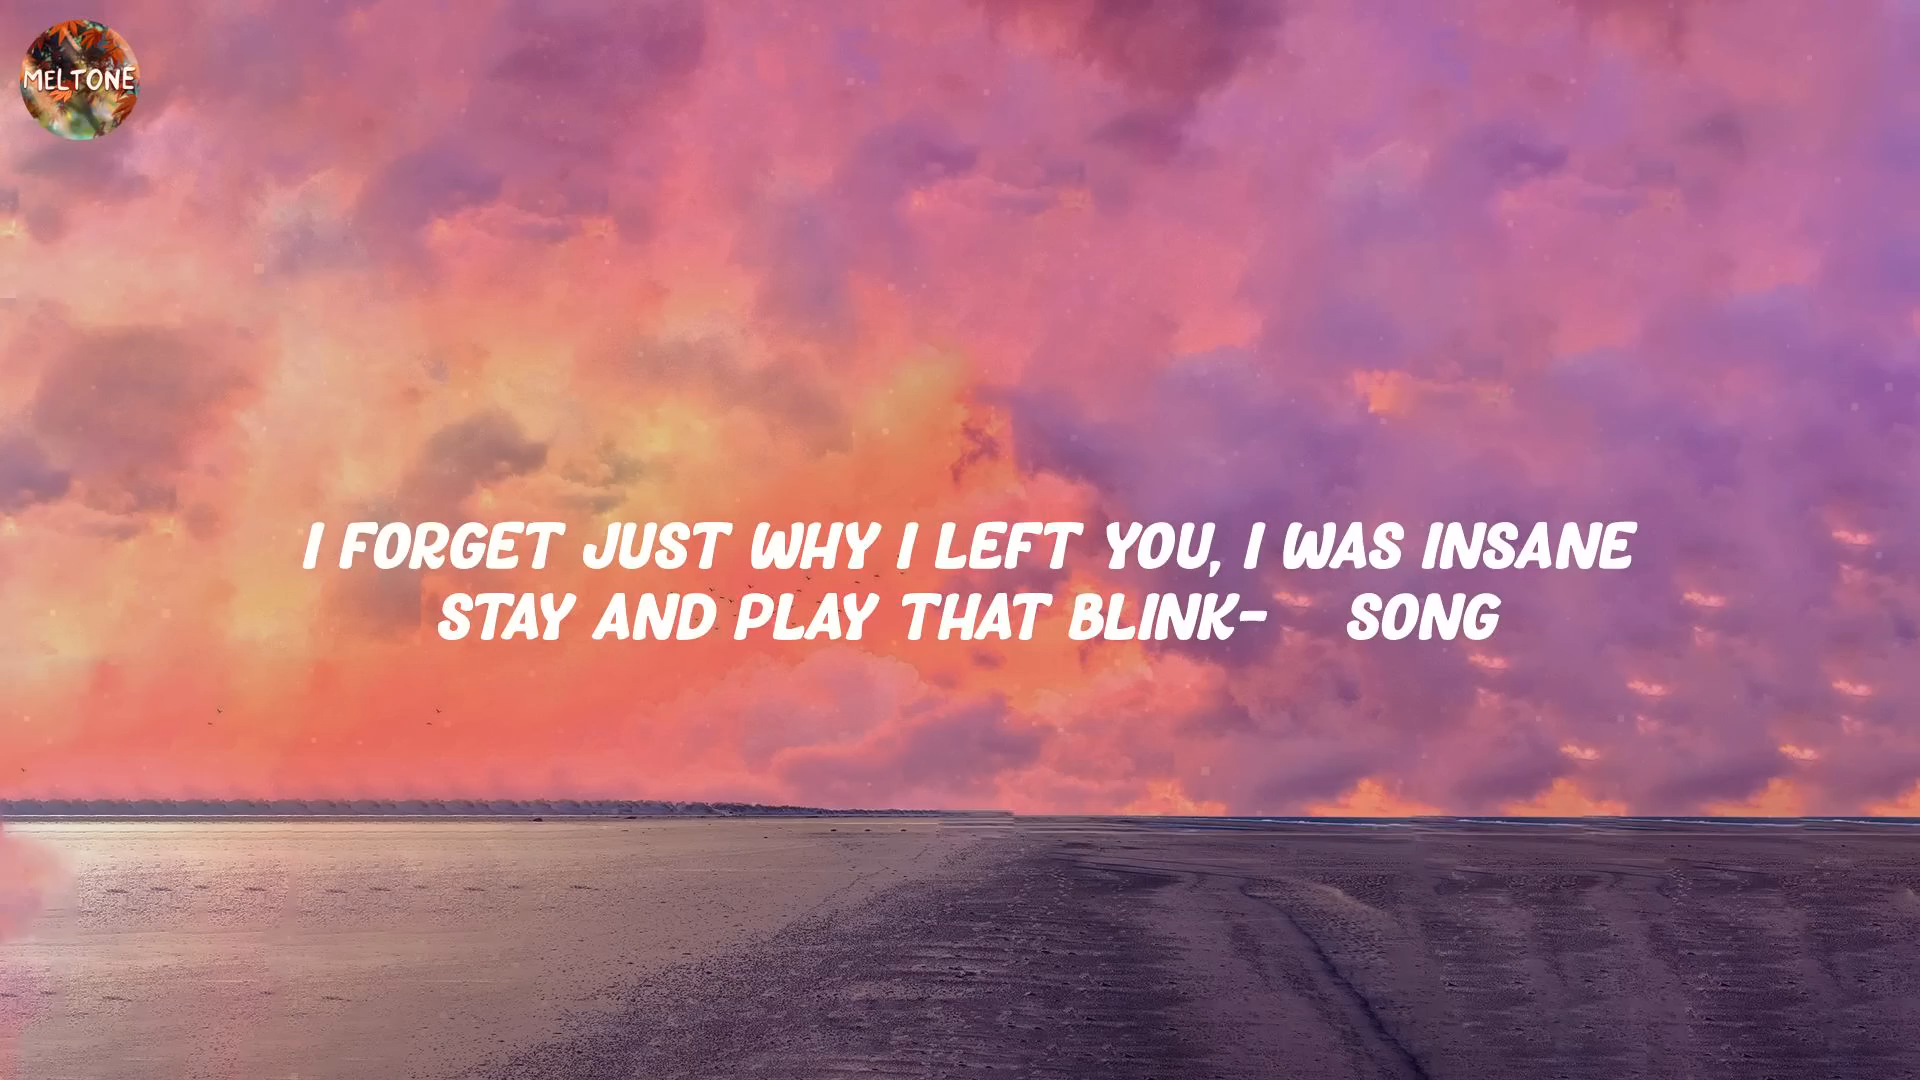 MELTONE
I FORGET JUST WHY I LEFT YOU, I WAS INSANE
STAY AND PLAY THAT BLINK- SONG